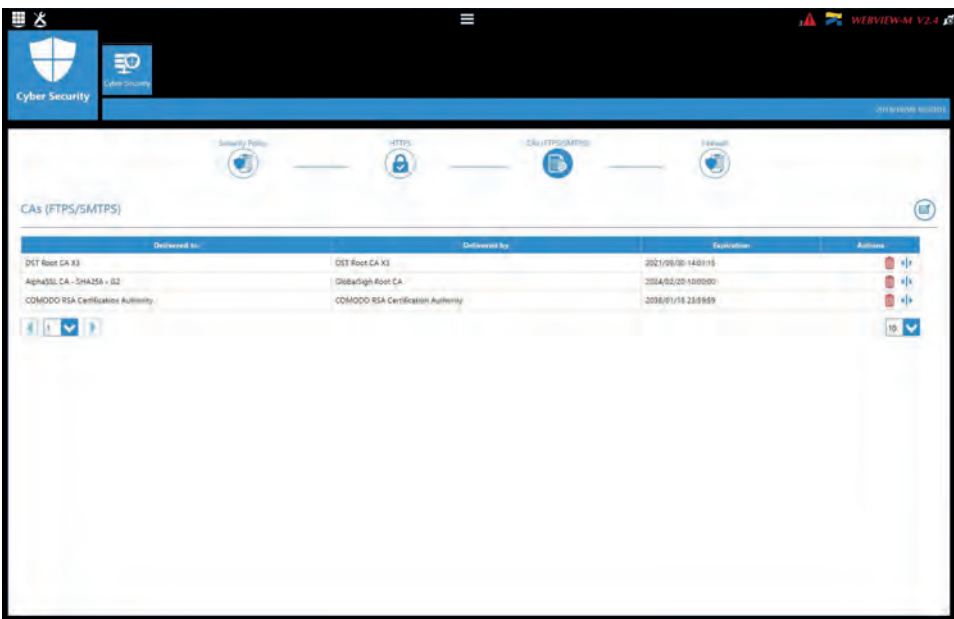 WEBVIEW-M V2.4
Cyber Security
Cyber Security
Security Policy
HTTPS
CAs (FTPS/SMTPS)
Firewall
CAs (FTPS/SMTPS)
Delivered to Delivered by Expiration Actions
DST Root CA X3 DST Root CA X3 2021/09/30 14:01:15
AlphaSSL CA - SHA256 - G2 GlobalSign Root CA 2024/02/20 10:00:00
COMODO RSA Certification Authority COMODO RSA Certification Authority 2038/01/18 23:59:59
1
10